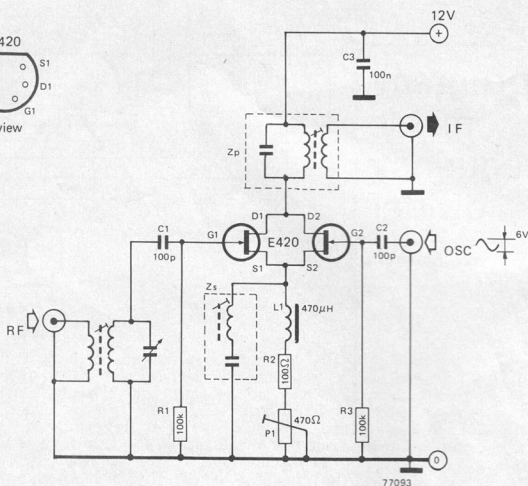 12V
+
C3
100n
420
S1
D1
G1
view
IF
Zp
D1
D2
C1
100p
G1
E420
G2
C2
100p
6V
OSC
S1
S2
Zs
L1
470µH
RF
R2
100Ω
R1
100k
470Ω
P1
R3
100k
0
77093